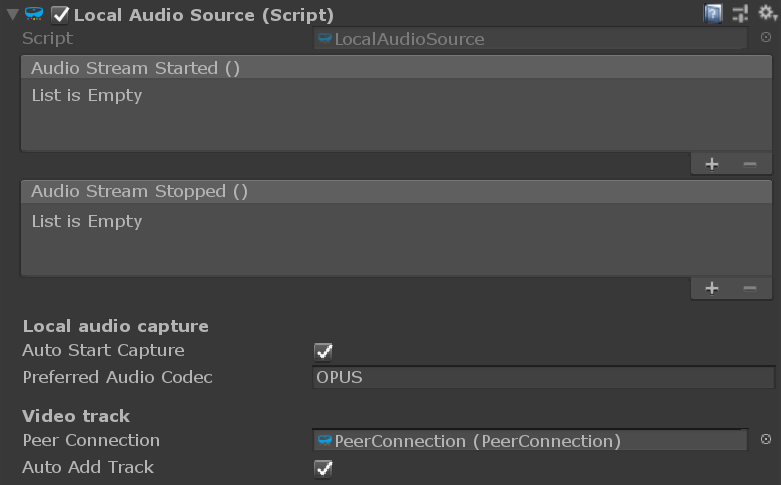 Local Audio Source (Script)
Script LocalAudioSource
Audio Stream Started ()
List is Empty
+ −
Audio Stream Stopped ()
List is Empty
+ −
Local audio capture
Auto Start Capture
Preferred Audio Codec OPUS
Video track
Peer Connection PeerConnection (PeerConnection)
Auto Add Track